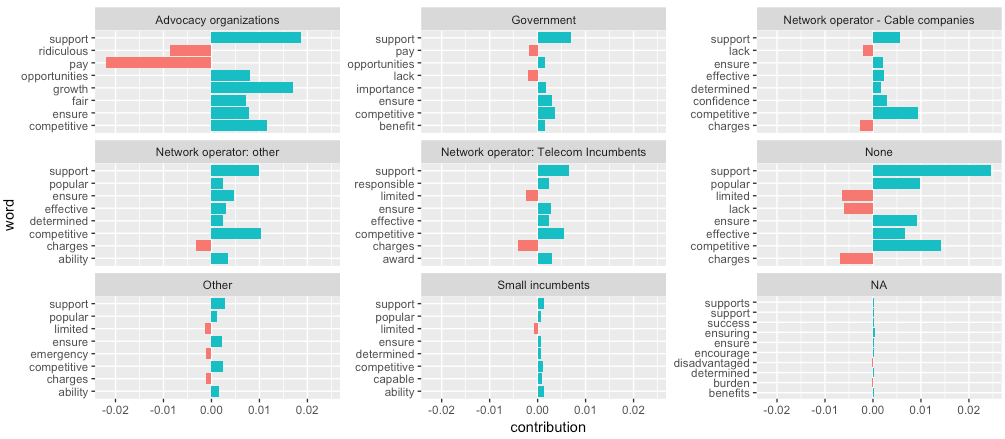 Advocacy organizations
Government
Network operator - Cable companies
support
ridiculous
pay
opportunities
growth
fair
ensure
competitive
support
pay
opportunities
lack
importance
ensure
competitive
benefit
support
lack
ensure
effective
determined
confidence
competitive
charges
Network operator: other
Network operator: Telecom Incumbents
None
support
popular
ensure
effective
determined
competitive
charges
ability
support
responsible
limited
ensure
effective
competitive
charges
award
support
popular
limited
lack
ensure
effective
competitive
charges
word
Other
Small incumbents
NA
support
popular
limited
ensure
emergency
competitive
charges
ability
support
popular
limited
ensure
determined
competitive
capable
ability
supports
support
success
ensuring
ensure
encourage
disadvantaged
determined
burden
benefits
-0.02 -0.01 0.00 0.01 0.02
-0.02 -0.01 0.00 0.01 0.02
-0.02 -0.01 0.00 0.01 0.02
contribution